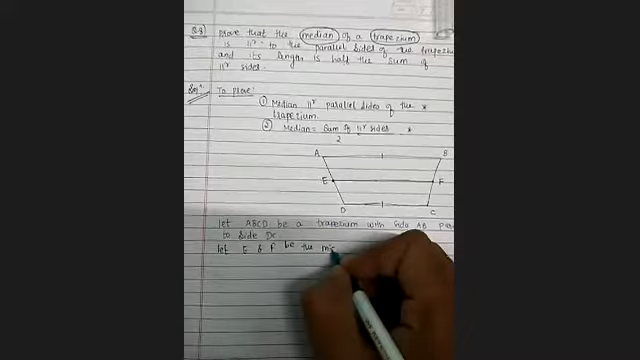 Q.3 prove that the median of a trapezium
is ||r to the parallel sides of the trapezium
and its length is half the sum of
||r sides.
Solⁿ: To prove:
① Median ||r parallel sides of the *
trapezium.
② Median = Sum of ||r sides *
2
A B
E F
D C
let ABCD be a trapezium with side AB
to side DC
let E & F be the